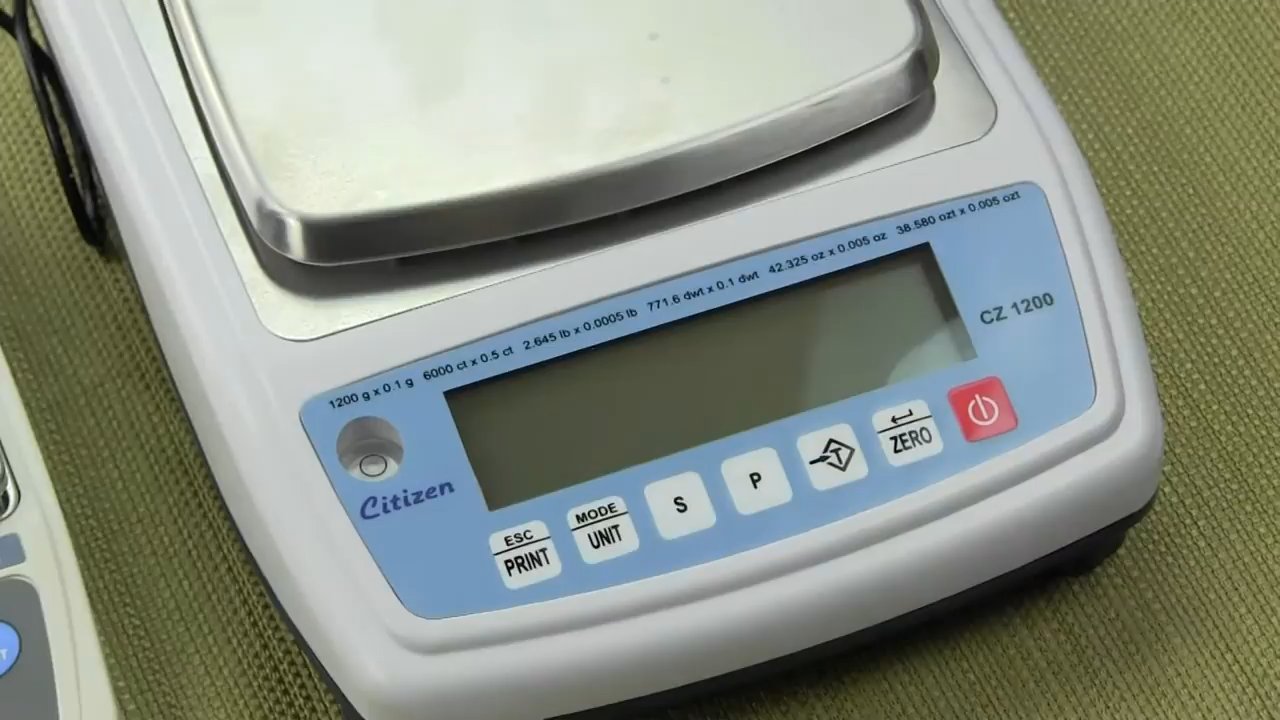 1200 g x 0.1 g 6000 ct x 0.5 ct 2.645 lb x 0.0005 lb 771.6 dwt x 0.1 dwt 42.325 oz x 0.005 oz 38.580 ozt x 0.005 ozt
CZ 1200
Citizen
ESC
PRINT
MODE
UNIT
S
P
T
ZERO